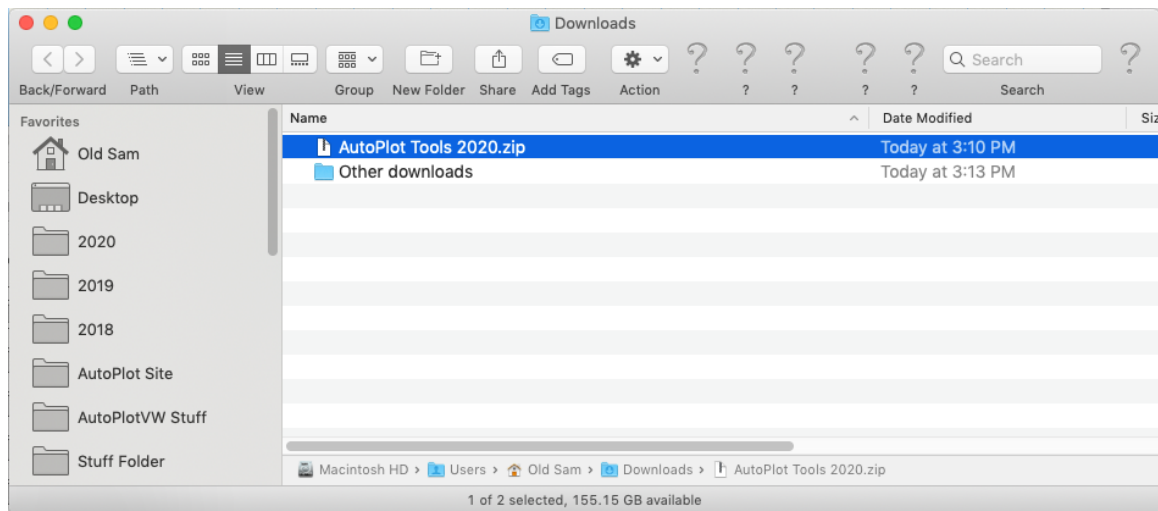 Downloads
? ? ? ? ? Search ?
Back/Forward Path View Group New Folder Share Add Tags Action ? ? ? ? Search
Favorites
Old Sam
Desktop
2020
2019
2018
AutoPlot Site
AutoPlotVW Stuff
Stuff Folder
Name Date Modified Siz
AutoPlot Tools 2020.zip Today at 3:10 PM
Other downloads Today at 3:13 PM
Macintosh HD › Users › Old Sam › Downloads › AutoPlot Tools 2020.zip
1 of 2 selected, 155.15 GB available